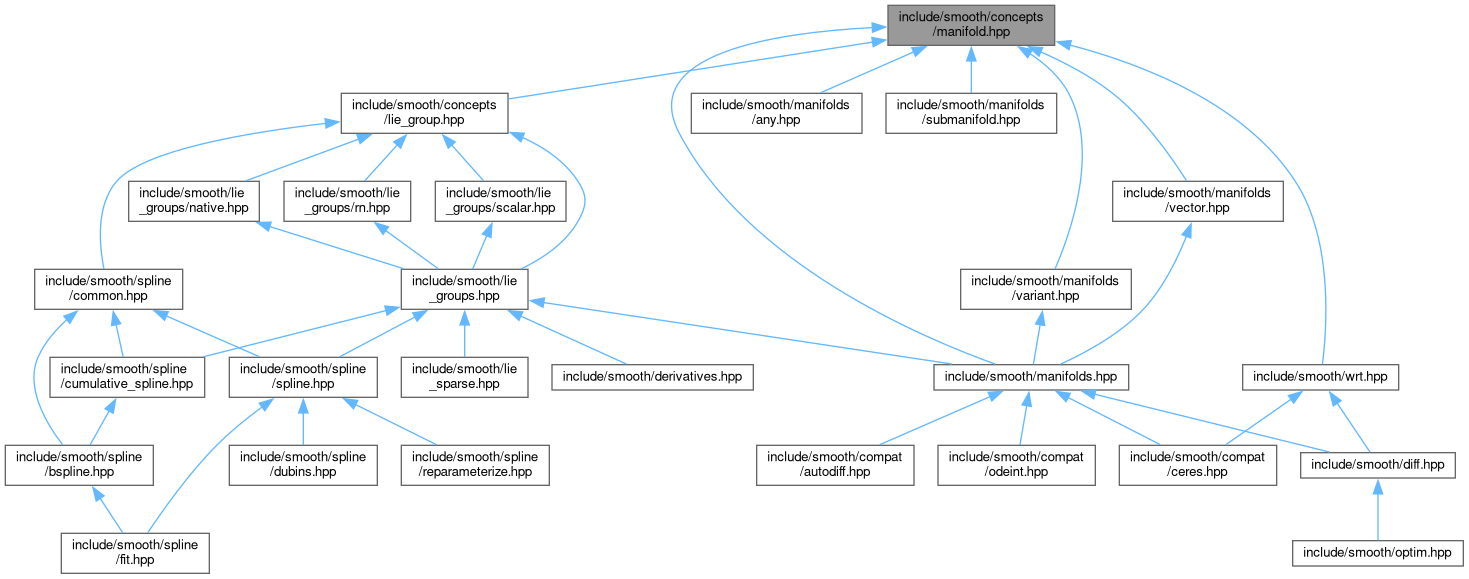 include/smooth/concepts
/manifold.hpp
include/smooth/concepts
/lie_group.hpp
include/smooth/manifolds
/any.hpp
include/smooth/manifolds
/submanifold.hpp
include/smooth/lie
_groups/native.hpp
include/smooth/lie
_groups/rn.hpp
include/smooth/lie
_groups/scalar.hpp
include/smooth/manifolds
/vector.hpp
include/smooth/spline
/common.hpp
include/smooth/lie
_groups.hpp
include/smooth/manifolds
/variant.hpp
include/smooth/spline
/cumulative_spline.hpp
include/smooth/spline
/spline.hpp
include/smooth/lie
_sparse.hpp
include/smooth/derivatives.hpp
include/smooth/manifolds.hpp
include/smooth/wrt.hpp
include/smooth/spline
/bspline.hpp
include/smooth/spline
/dubins.hpp
include/smooth/spline
/reparameterize.hpp
include/smooth/compat
/autodiff.hpp
include/smooth/compat
/odeint.hpp
include/smooth/compat
/ceres.hpp
include/smooth/diff.hpp
include/smooth/spline
/fit.hpp
include/smooth/optim.hpp